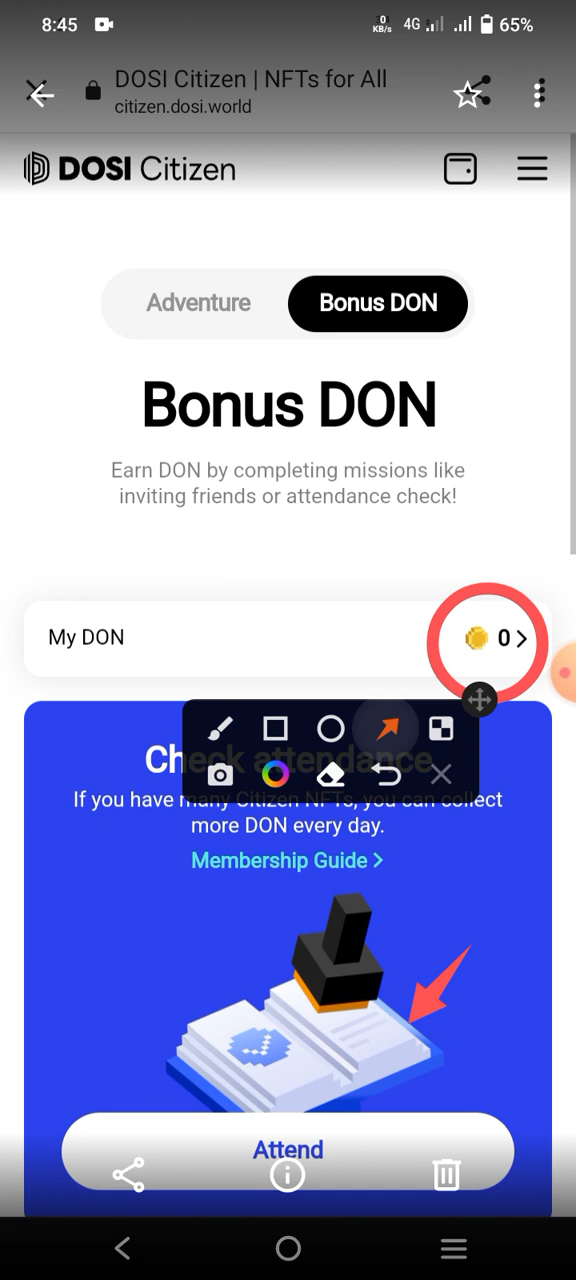 8:45
0
KB/s
4G
65%
DOSI Citizen | NFTs for All
citizen.dosi.world
DOSI Citizen
Adventure
Bonus DON
Bonus DON
Earn DON by completing missions like
inviting friends or attendance check!
My DON
0
Check attendance
If you have many Citizen NFTs, you can collect
more DON every day.
Membership Guide
Attend